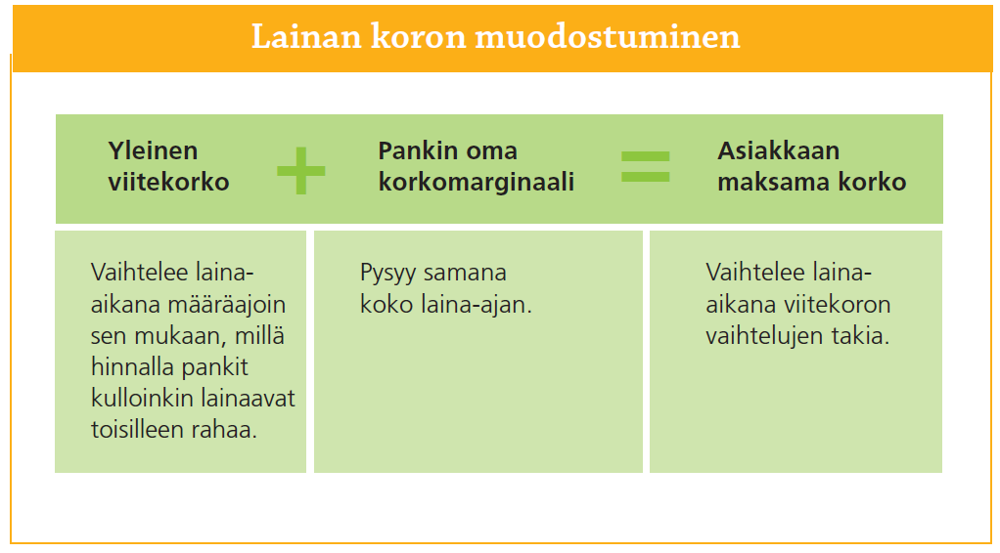 Lainan koron muodostuminen
Yleinen
viitekorko
+
Pankin oma
korkomarginaali
=
Asiakkaan
maksama korko
Vaihtelee laina-
aikana määräajoin
sen mukaan, millä
hinnalla pankit
kulloinkin lainaavat
toisilleen rahaa.
Pysyy samana
koko laina-ajan.
Vaihtelee laina-
aikana viitekoron
vaihtelujen takia.